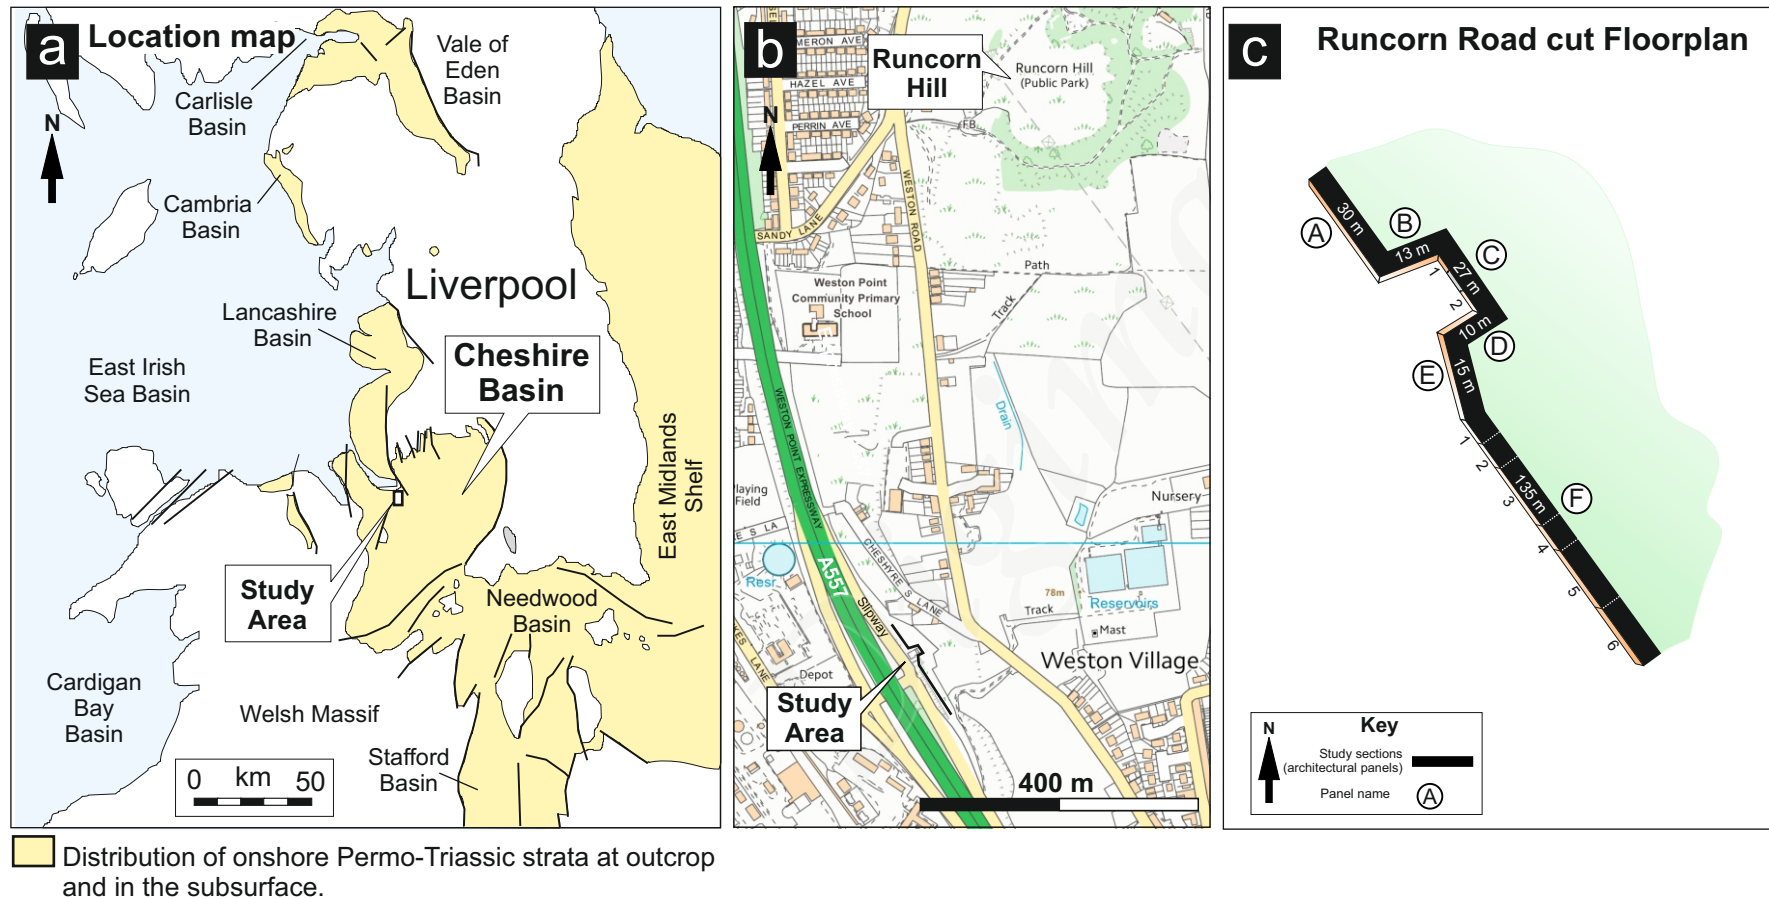 a
Location map
Vale of
Eden
Basin
Carlisle
Basin
N
Cambria
Basin
Liverpool
Lancashire
Basin
Cheshire
Basin
East Irish
Sea Basin
East Midlands
Shelf
Study
Area
Needwood
Basin
Cardigan
Bay
Basin
Welsh Massif
Stafford
Basin
0 km 50
Distribution of onshore Permo-Triassic strata at outcrop
and in the subsurface.
b
MERON AVE
HAZEL AVE
PERRIN AVE
Runcorn
Hill
Runcorn Hill
(Public Park)
N
FB
SANDY LANE
WESTON ROAD
Path
Track
Weston Point
Community Primary
School
WESTON POINT EXPRESSWAY
Drain
Playing
Field
Nursery
E S LA
CHESHYRE S LANE
Resr
A557
Slipway
78m
Reservoirs
Track
Mast
Weston Village
KES LANE
Depot
Study
Area
400 m
c
Runcorn Road cut Floorplan
A
30 m
B
13 m
C
27 m
1
2
10 m
D
E
15 m
1
2
3
135 m
F
4
5
6
N
Key
Study sections
(architectural panels)
Panel name
A